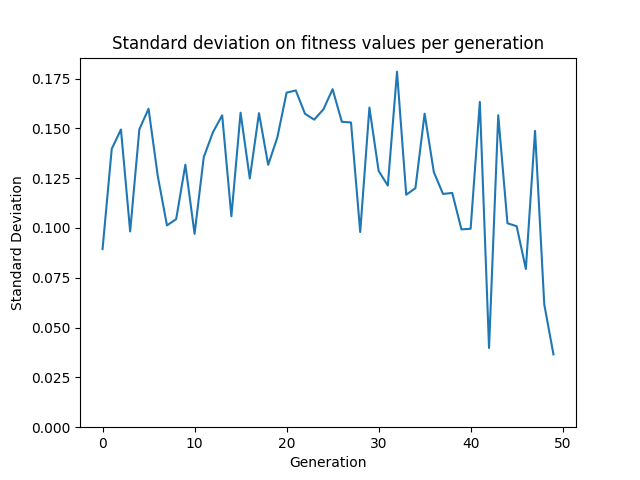 Standard deviation on fitness values per generation
0.175
0.150
0.125
0.100
0.075
0.050
0.025
0.000
Standard Deviation
0 10 20 30 40 50
Generation